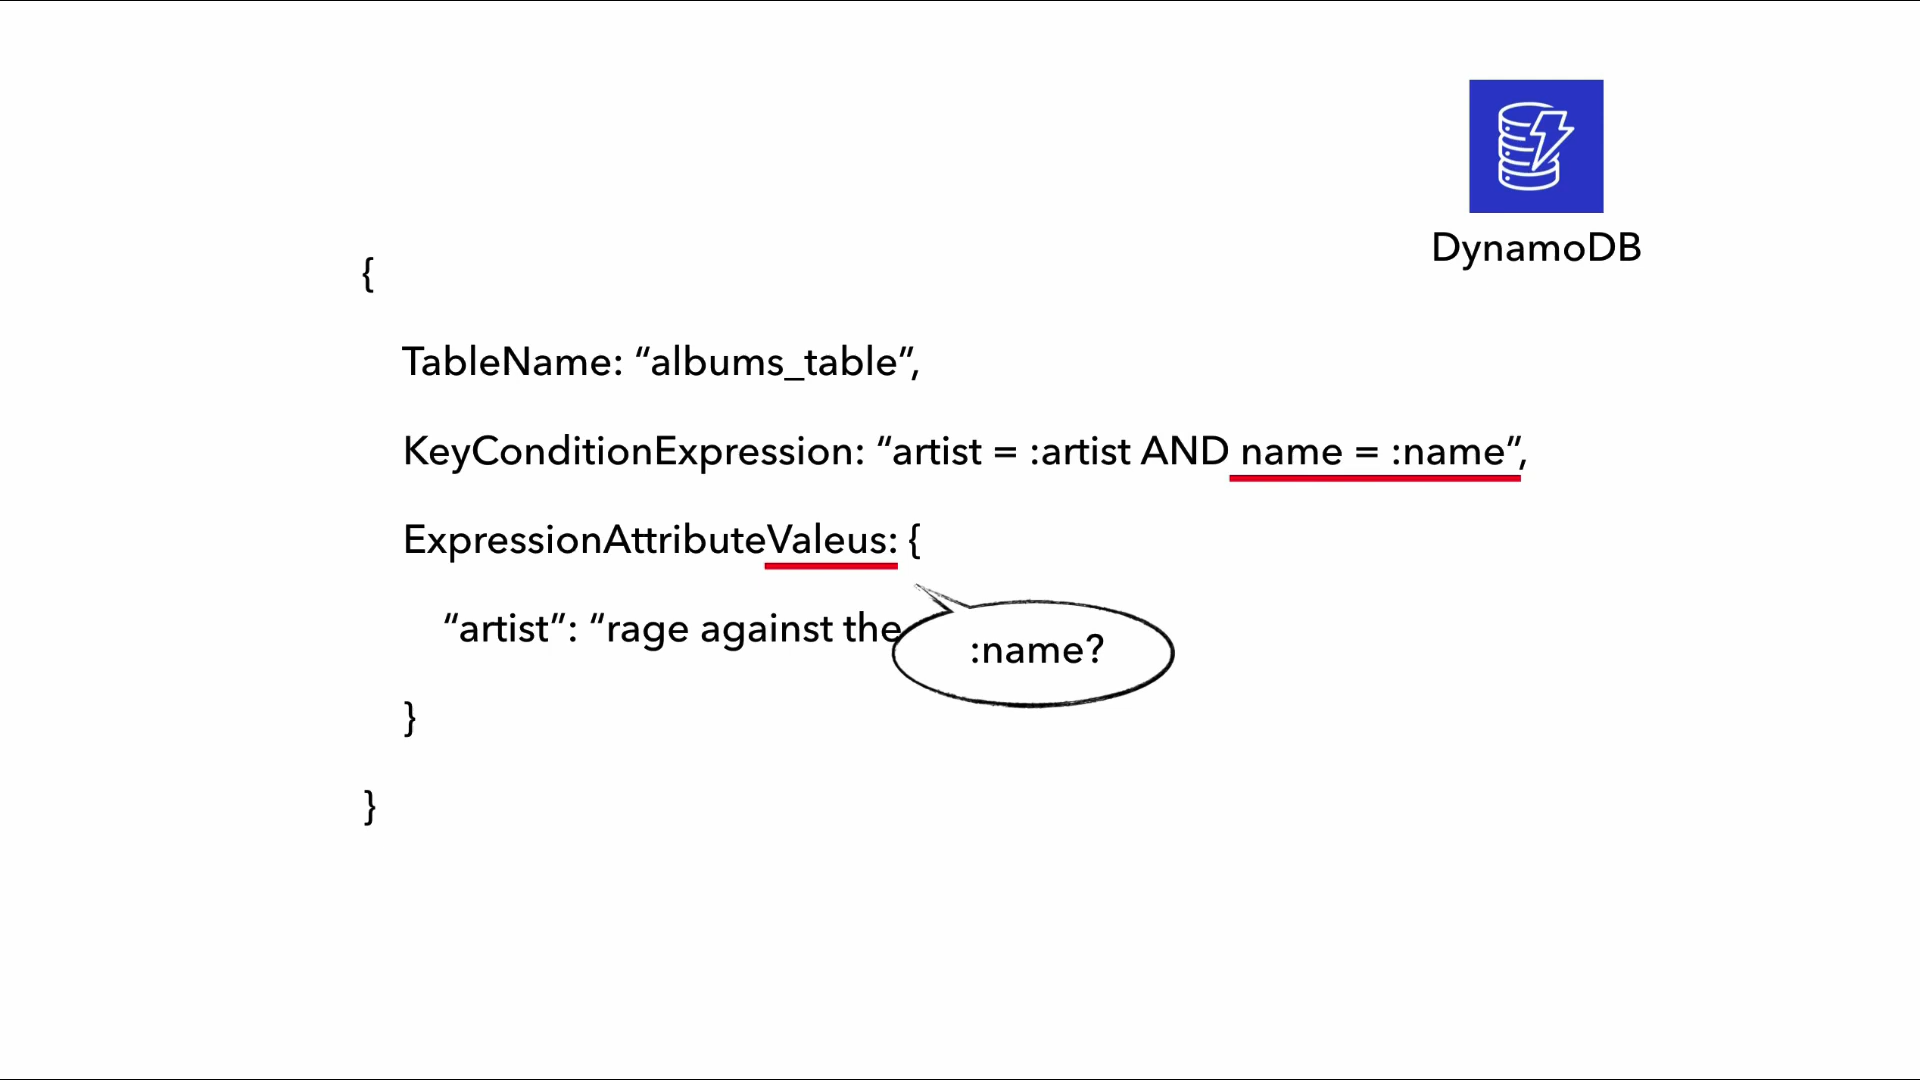 DynamoDB
{
TableName: “albums_table”,
KeyConditionExpression: “artist = :artist AND name = :name”,
ExpressionAttributeValeus: {
“artist”: “rage against the
:name?
}
}